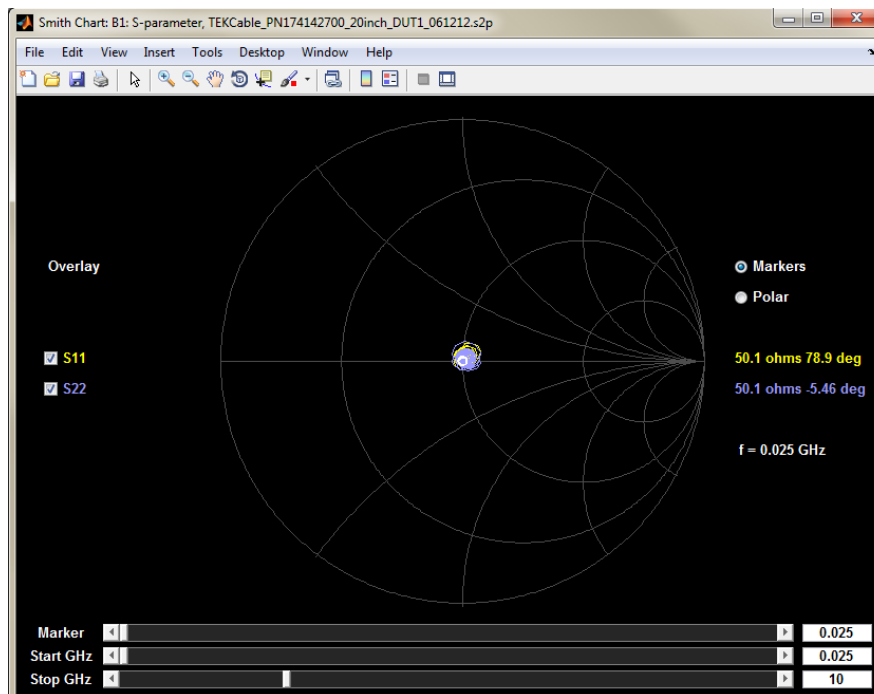 Smith Chart: B1: S-parameter, TEKCable_PN174142700_20inch_DUT1_061212.s2p
File Edit View Insert Tools Desktop Window Help
Overlay
Markers
Polar
S11
50.1 ohms 78.9 deg
S22
50.1 ohms -5.46 deg
f = 0.025 GHz
Marker 0.025
Start GHz 0.025
Stop GHz 10